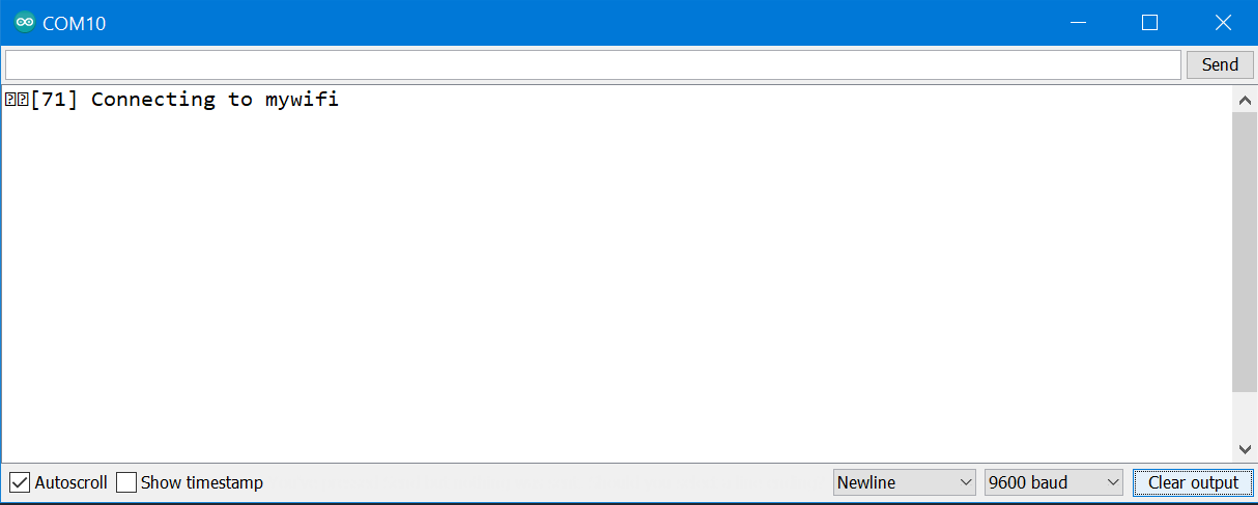 COM10
Send
⍰⍰[71] Connecting to mywifi
Autoscroll Show timestamp Newline 9600 baud Clear output